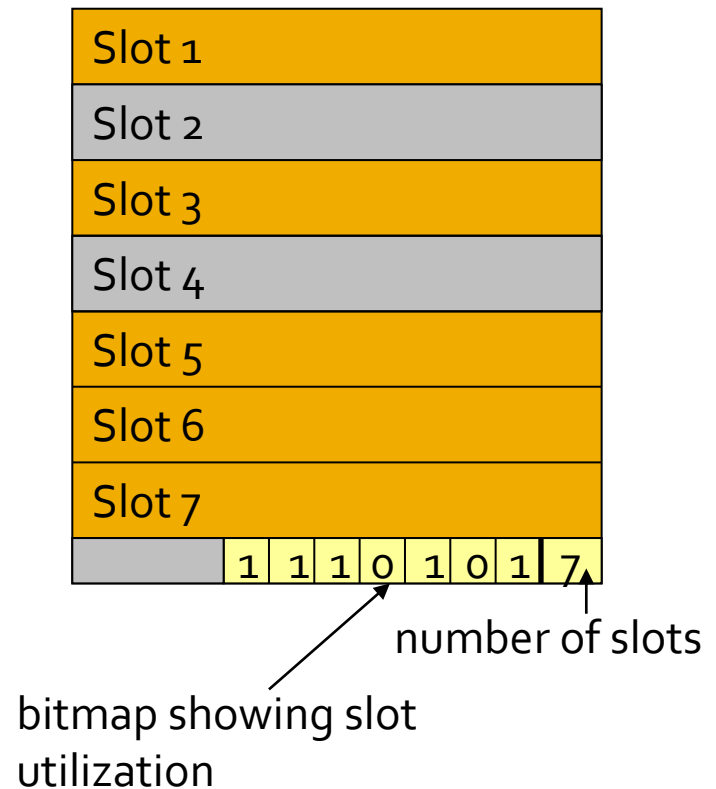 Slot 1
Slot 2
Slot 3
Slot 4
Slot 5
Slot 6
Slot 7
1 1 1 0 1 0 1 7
number of slots
bitmap showing slot
utilization